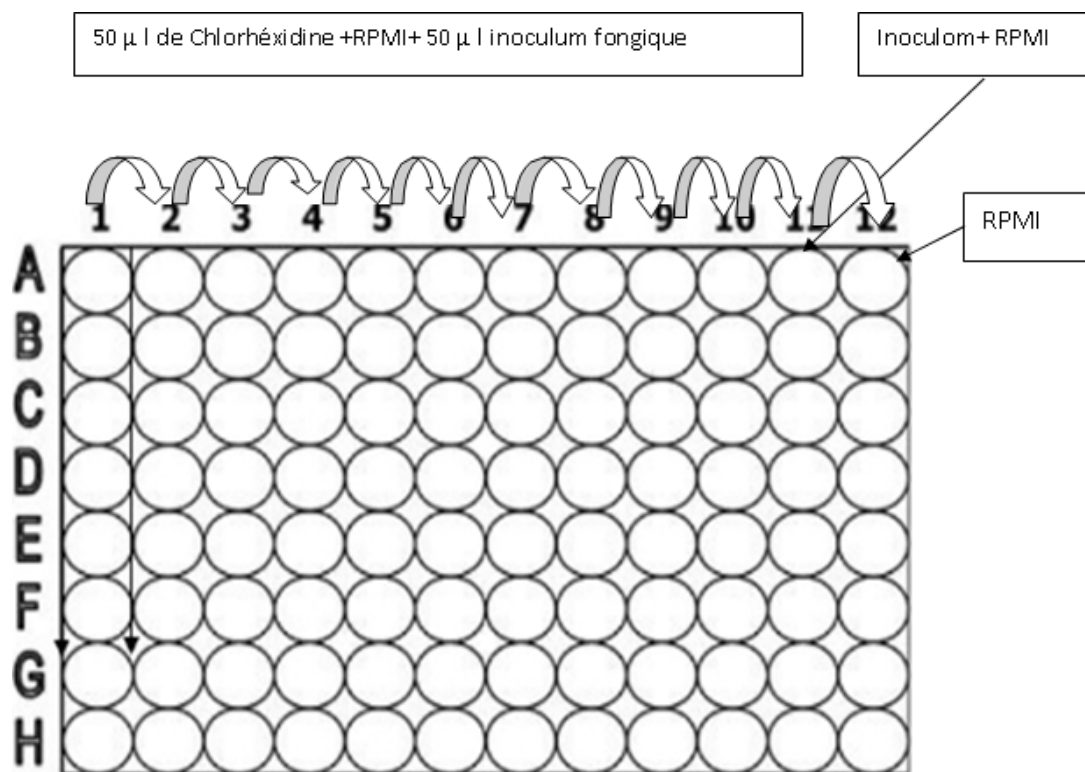 50 µ l de Chlorhéxidine +RPMI+ 50 µ l inoculum fongique
Inoculom+ RPMI
1 2 3 4 5 6 7 8 9 10 11 12
RPMI
A
B
C
D
E
F
G
H